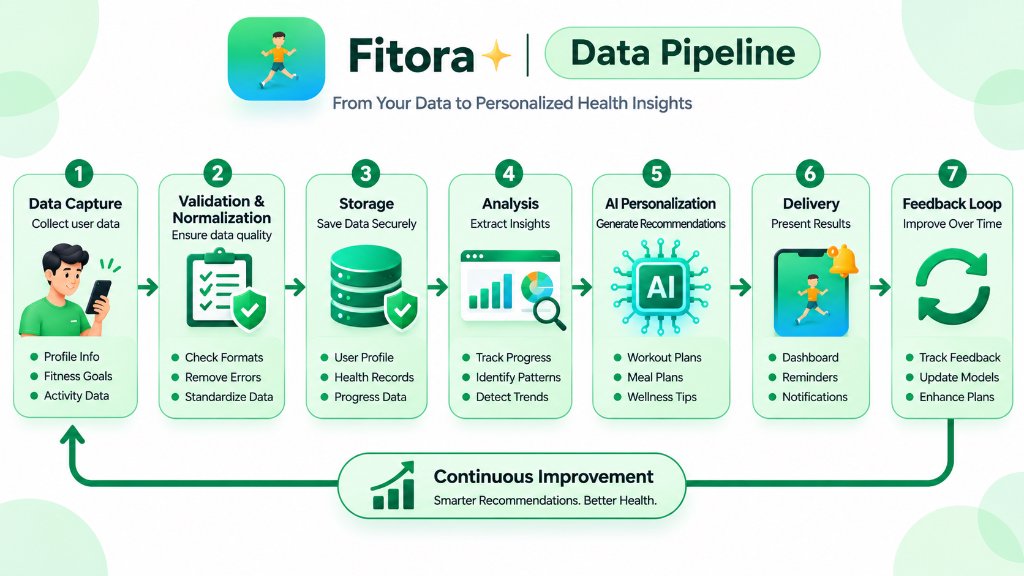 Fitora
Data Pipeline
From Your Data to Personalized Health Insights
1
Data Capture
Collect user data
Profile Info
Fitness Goals
Activity Data
2
Validation &
Normalization
Ensure data quality
Check Formats
Remove Errors
Standardize Data
3
Storage
Save Data Securely
User Profile
Health Records
Progress Data
4
Analysis
Extract Insights
Track Progress
Identify Patterns
Detect Trends
5
AI Personalization
Generate Recommendations
AI
Workout Plans
Meal Plans
Wellness Tips
6
Delivery
Present Results
Dashboard
Reminders
Notifications
7
Feedback Loop
Improve Over Time
Track Feedback
Update Models
Enhance Plans
Continuous Improvement
Smarter Recommendations. Better Health.